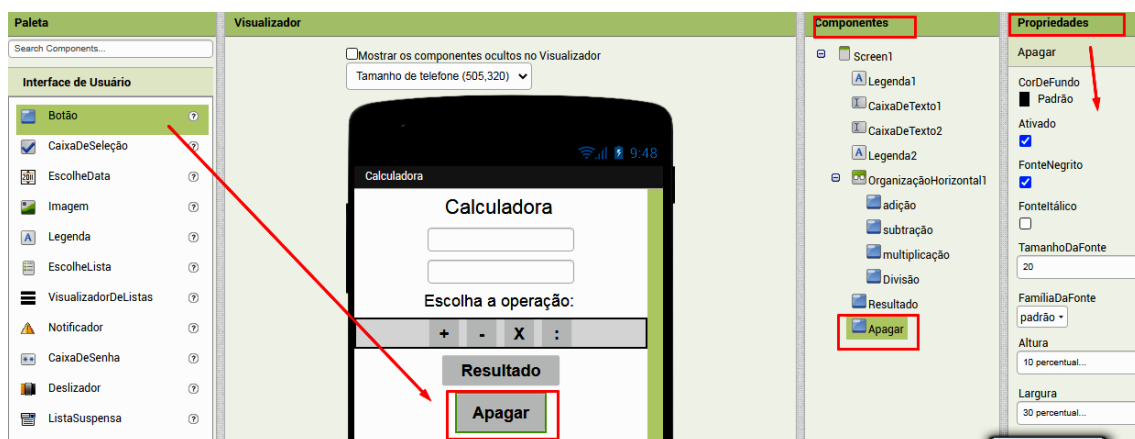 Paleta
Search Components...
Interface de Usuário
Botão
CaixaDeSeleção
EscolheData
Imagem
Legenda
EscolheLista
VisualizadorDeListas
Notificador
CaixaDeSenha
Deslizador
ListaSuspensa
Visualizador
Mostrar os componentes ocultos no Visualizador
Tamanho de telefone (505,320)
9:48
Calculadora
Calculadora
Escolha a operação:
+ - X :
Resultado
Apagar
Componentes
Screen1
Legenda1
CaixaDeTexto1
CaixaDeTexto2
Legenda2
OrganizaçãoHorizontal1
adição
subtração
multiplicação
Divisão
Resultado
Apagar
Propriedades
Apagar
CorDeFundo
Padrão
Ativado
FonteNegrito
FonteItálico
TamanhoDaFonte
20
FamíliaDaFonte
padrão
Altura
10 percentual...
Largura
30 percentual...